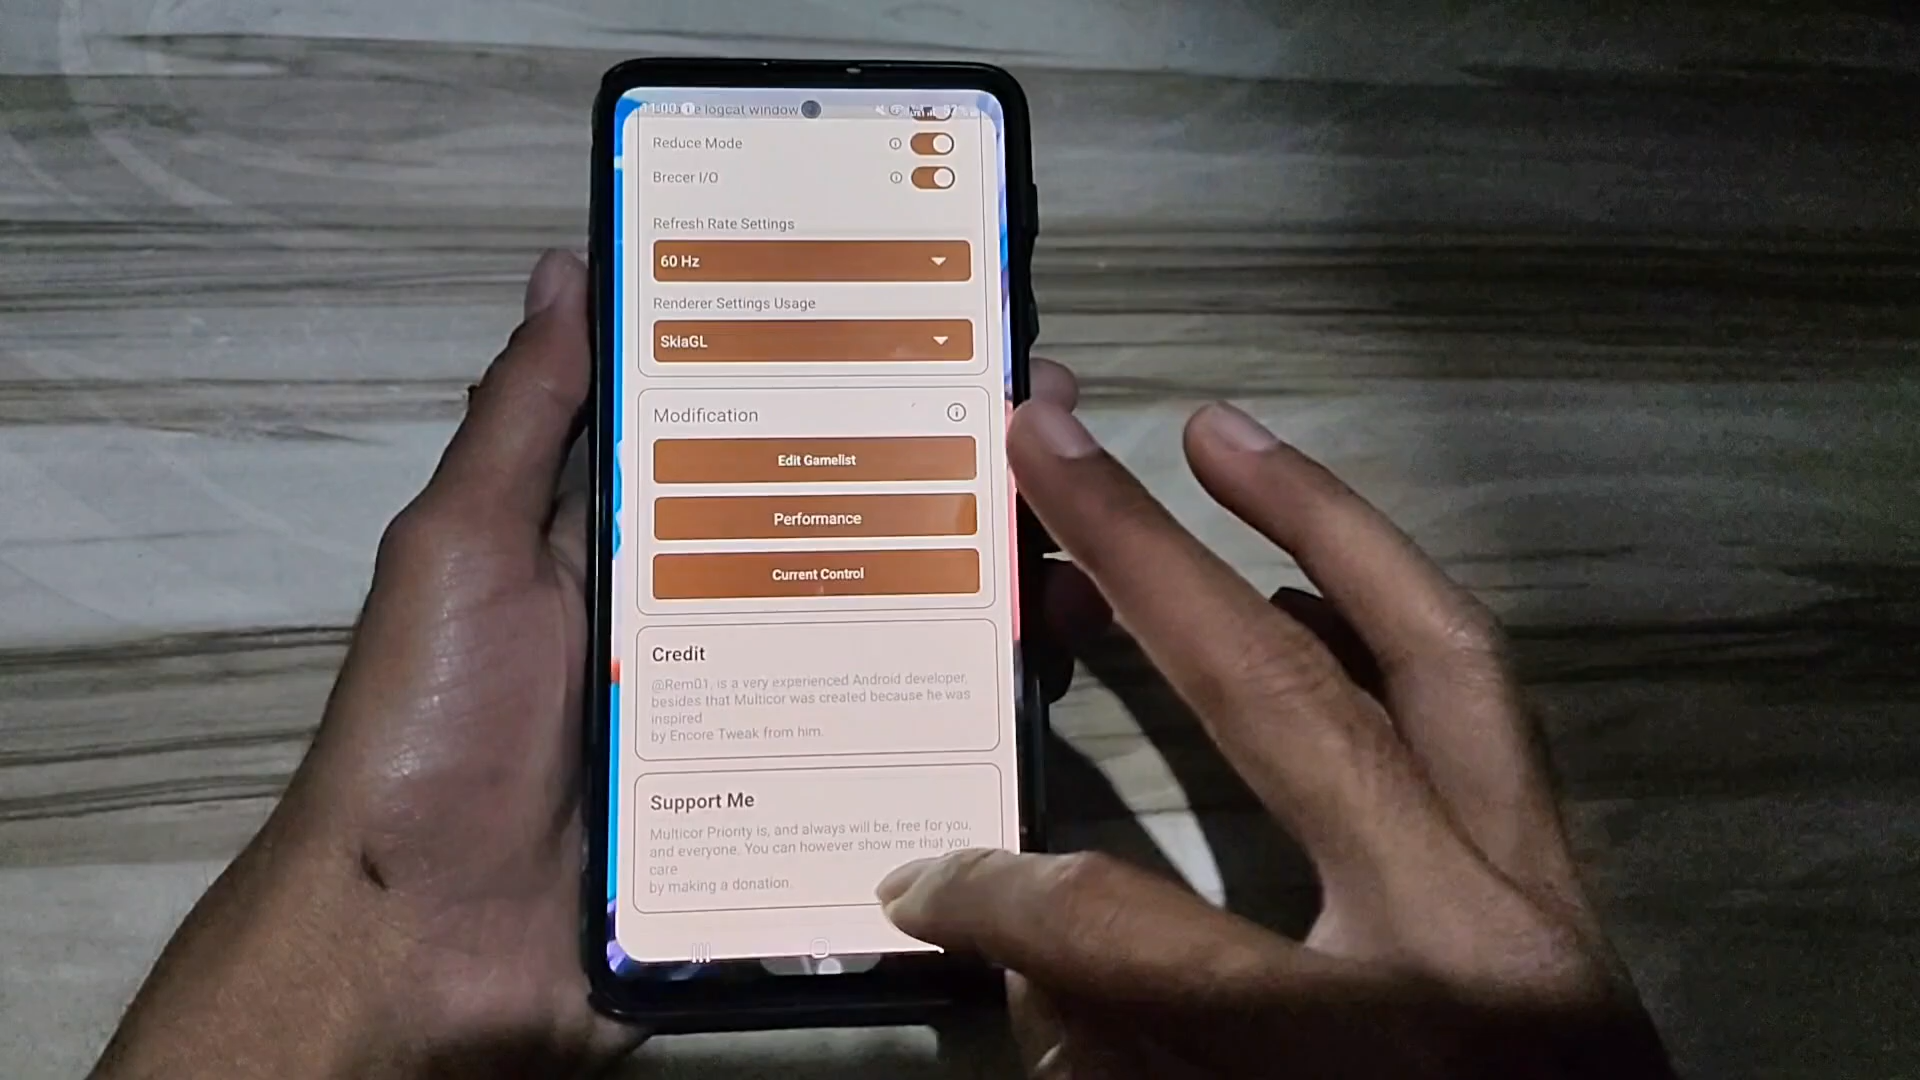 11:00
e logcat window
Reduce Mode
Brecer I/O
Refresh Rate Settings
60 Hz
Renderer Settings Usage
SkiaGL
Modification
Edit Gamelist
Performance
Current Control
Credit
@Rem01, is a very experienced Android developer,
besides that Multicor was created because he was
inspired
by Encore Tweak from him.
Support Me
Multicor Priority is, and always will be, free for you,
and everyone. You can however show me that you
care
by making a donation.